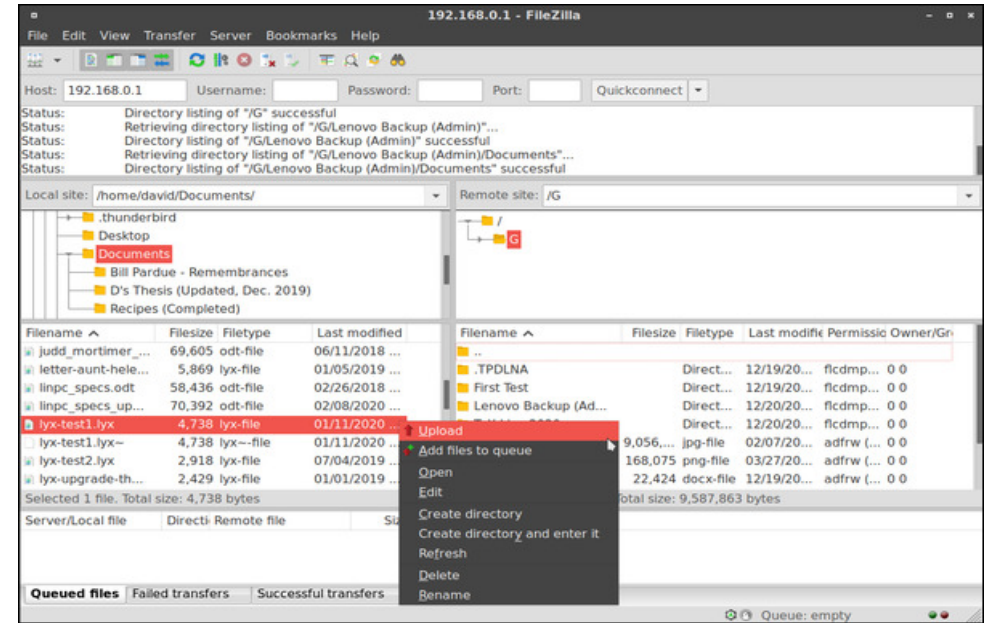 192.168.0.1 - FileZilla
File Edit View Transfer Server Bookmarks Help
Host: 192.168.0.1 Username: Password: Port: Quickconnect
Status: Directory listing of "/G" successful
Status: Retrieving directory listing of "/G/Lenovo Backup (Admin)"...
Status: Directory listing of "/G/Lenovo Backup (Admin)" successful
Status: Retrieving directory listing of "/G/Lenovo Backup (Admin)/Documents"...
Status: Directory listing of "/G/Lenovo Backup (Admin)/Documents" successful
Local site: /home/david/Documents/
.thunderbird
Desktop
Documents
Bill Pardue - Remembrances
D's Thesis (Updated, Dec. 2019)
Recipes (Completed)
Remote site: /G
/
G
Filename Filesize Filetype Last modified
judd_mortimer_... 69,605 odt-file 06/11/2018 ...
letter-aunt-hele... 5,869 lyx-file 01/05/2019 ...
linpc_specs.odt 58,436 odt-file 02/26/2018 ...
linpc_specs_up... 70,392 odt-file 02/08/2020 ...
lyx-test1.lyx 4,738 lyx-file 01/11/2020 ...
lyx-test1.lyx~ 4,738 lyx~-file 01/11/2020 ...
lyx-test2.lyx 2,918 lyx-file 07/04/2019 ...
lyx-upgrade-th... 2,429 lyx-file 01/01/2019 ...
Selected 1 file. Total size: 4,738 bytes
Filename Filesize Filetype Last modifie Permissic Owner/Gr
..
.TPDLNA Direct... 12/19/20... flcdmp... 0 0
First Test Direct... 12/20/20... flcdmp... 0 0
Lenovo Backup (Ad... Direct... 12/20/20... flcdmp... 0 0
Direct... 12/20/20... flcdmp... 0 0
9,056,... jpg-file 02/07/20... adfrw (... 0 0
168,075 png-file 03/27/20... adfrw (... 0 0
22,424 docx-file 12/19/20... adfrw (... 0 0
Total size: 9,587,863 bytes
Upload
Add files to queue
Open
Edit
Create directory
Create directory and enter it
Refresh
Delete
Rename
Server/Local file Directi Remote file Si
Queued files Failed transfers Successful transfers
Queue: empty